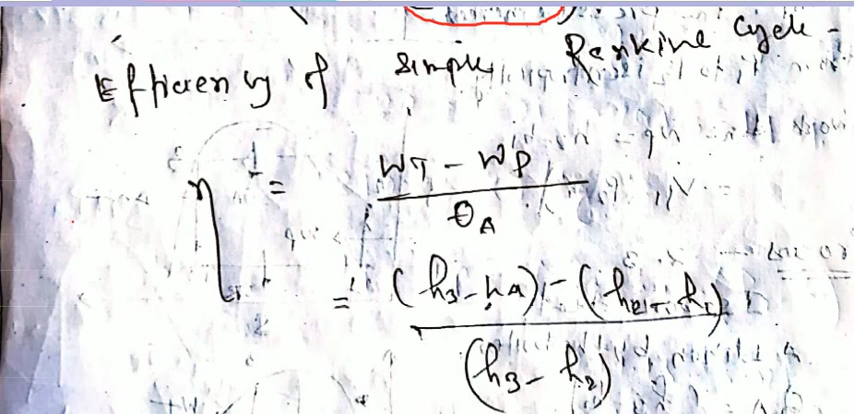 Efficiency of simple Rankine Cycle -
η = WT - WP / QA
= (h3 - h4) - (h2 - h1) / (h3 - h2)